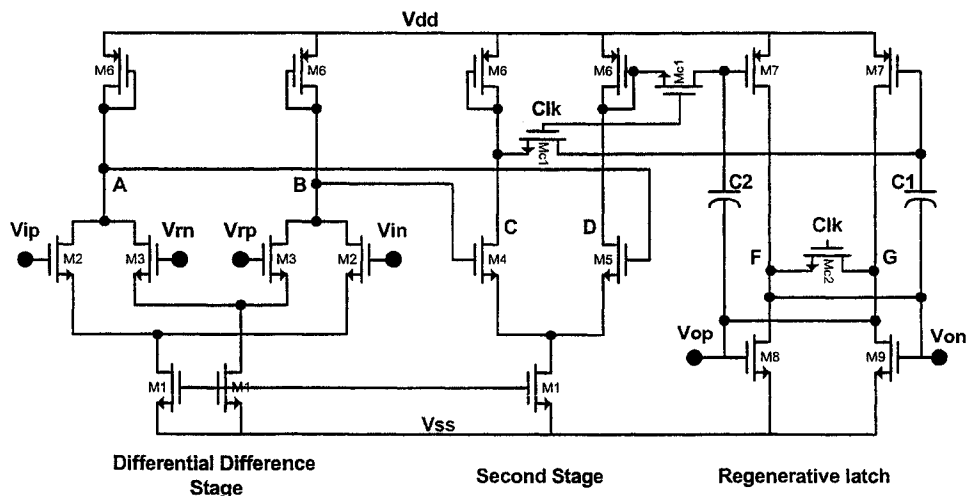 Vdd
M6
M6
M6
M6
Mc1
M7
M7
Clk
Mc1
A
B
C2
C1
Vip
Vrn
Vrp
Vin
C
D
Clk
F
G
M2
M3
M3
M2
M4
M5
Mc2
Vop
Von
M8
M9
M1
M1
M1
Vss
Differential Difference
Stage
Second Stage
Regenerative latch